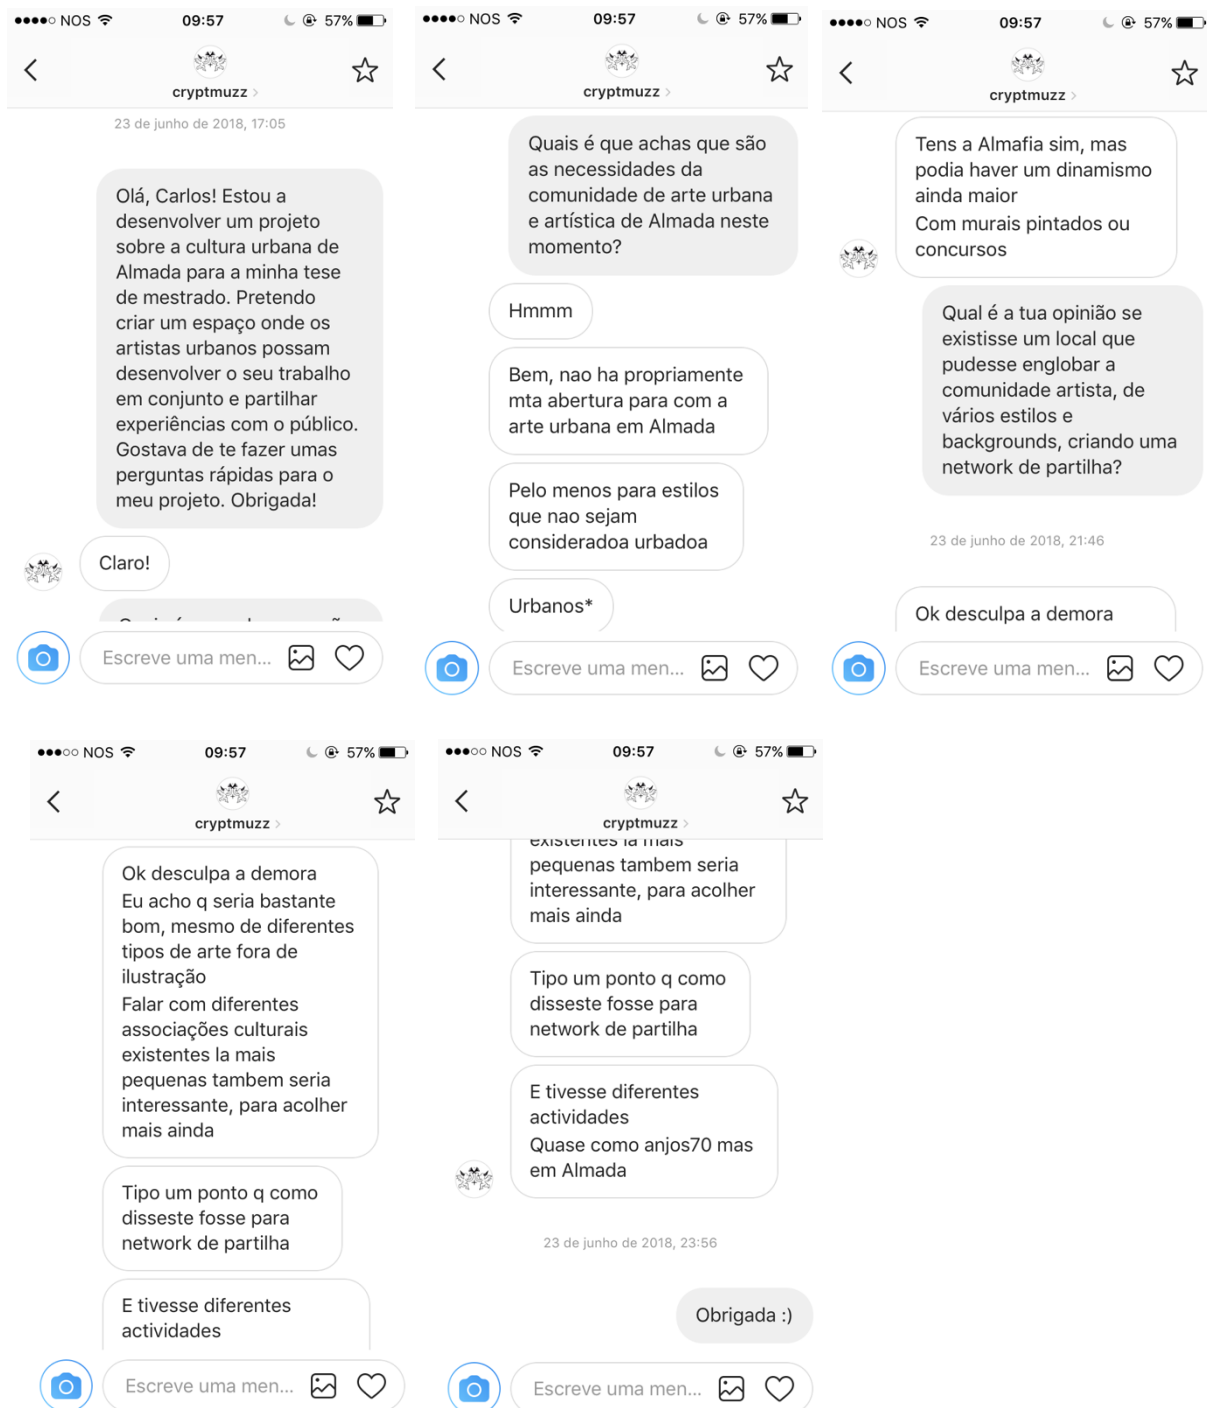 NOS 09:57 57%
cryptmuzz
23 de junho de 2018, 17:05
Olá, Carlos! Estou a
desenvolver um projeto
sobre a cultura urbana de
Almada para a minha tese
de mestrado. Pretendo
criar um espaço onde os
artistas urbanos possam
desenvolver o seu trabalho
em conjunto e partilhar
experiências com o público.
Gostava de te fazer umas
perguntas rápidas para o
meu projeto. Obrigada!
Claro!
Escreve uma men...
NOS 09:57 57%
cryptmuzz
Quais é que achas que são
as necessidades da
comunidade de arte urbana
e artística de Almada neste
momento?
Hmmm
Bem, nao ha propriamente
mta abertura para com a
arte urbana em Almada
Pelo menos para estilos
que nao sejam
consideradoa urbadoa
Urbanos*
Escreve uma men...
NOS 09:57 57%
cryptmuzz
Tens a Almafia sim, mas
podia haver um dinamismo
ainda maior
Com murais pintados ou
concursos
Qual é a tua opinião se
existisse um local que
pudesse englobar a
comunidade artista, de
vários estilos e
backgrounds, criando uma
network de partilha?
23 de junho de 2018, 21:46
Ok desculpa a demora
Escreve uma men...
NOS 09:57 57%
cryptmuzz
Ok desculpa a demora
Eu acho q seria bastante
bom, mesmo de diferentes
tipos de arte fora de
ilustração
Falar com diferentes
associações culturais
existentes la mais
pequenas tambem seria
interessante, para acolher
mais ainda
Tipo um ponto q como
disseste fosse para
network de partilha
E tivesse diferentes
actividades
Escreve uma men...
NOS 09:57 57%
cryptmuzz
existentes la mais
pequenas tambem seria
interessante, para acolher
mais ainda
Tipo um ponto q como
disseste fosse para
network de partilha
E tivesse diferentes
actividades
Quase como anjos70 mas
em Almada
23 de junho de 2018, 23:56
Obrigada :)
Escreve uma men...